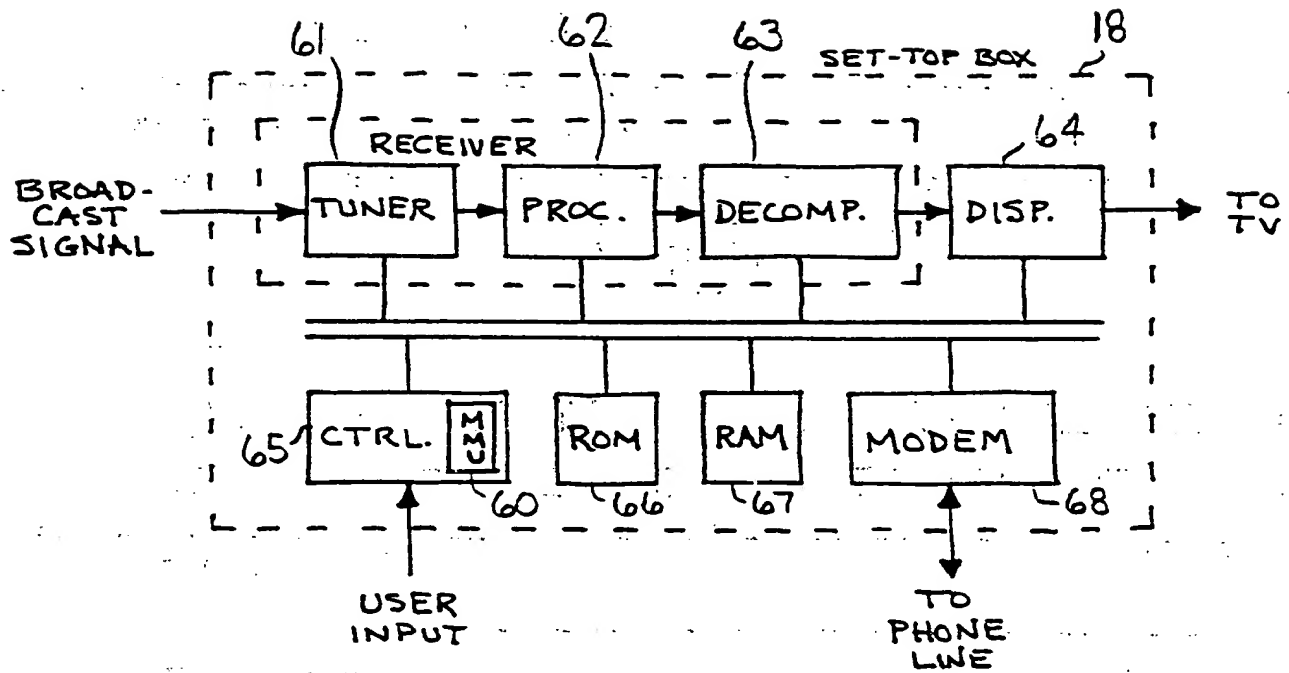 61
62
63
18
SET-TOP BOX
64
RECEIVER
BROAD-
CAST
SIGNAL
TUNER
PROC.
DECOMP.
DISP.
TO
TV
65
CTRL.
MMU
60
ROM
66
RAM
67
MODEM
68
USER
INPUT
TO
PHONE
LINE